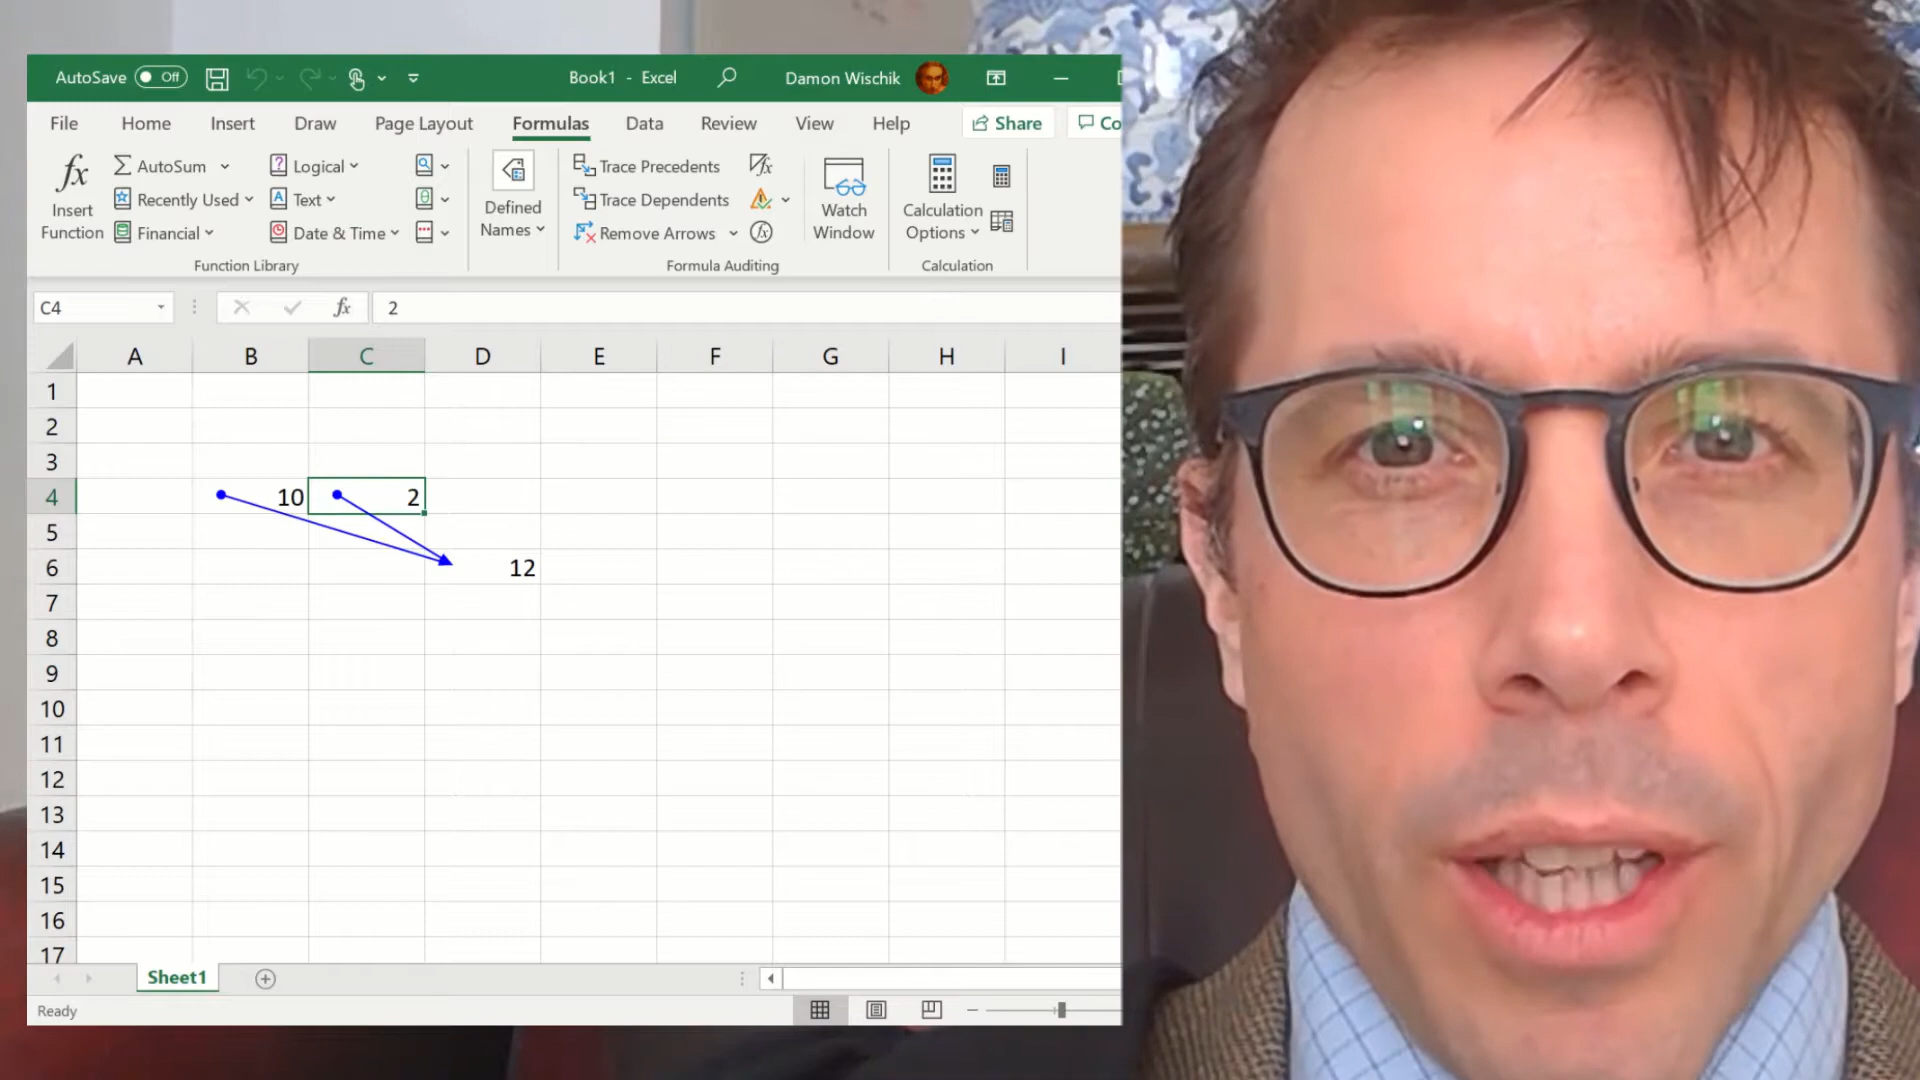 AutoSave Off Book1 - Excel Damon Wischik
File Home Insert Draw Page Layout Formulas Data Review View Help Share Co
fx Insert Function
AutoSum
Recently Used
Financial
Logical
Text
Date & Time
Function Library
Defined Names
Trace Precedents
Trace Dependents
Remove Arrows
Formula Auditing
Watch Window
Calculation Options
Calculation
C4 fx 2
A B C D E F G H I
1
2
3
4 10 2
5
6 12
7
8
9
10
11
12
13
14
15
16
17
Sheet1
Ready